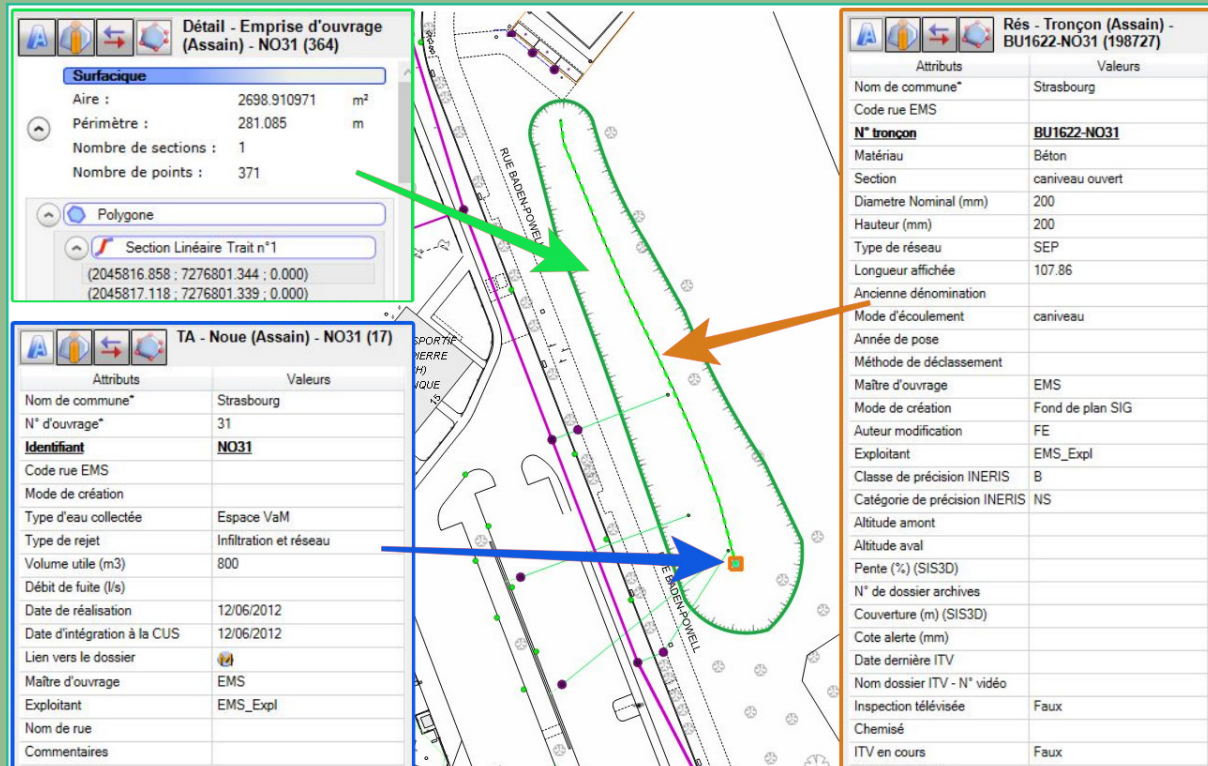 Détail - Emprise d'ouvrage
(Assain) - NO31 (364)
Surfacique
Aire : 2698.910971 m²
Périmètre : 281.085 m
Nombre de sections : 1
Nombre de points : 371
Polygone
Section Linéaire Trait n°1
(2045816.858 ; 7276801.344 ; 0.000)
(2045817.118 ; 7276801.339 ; 0.000)
TA - Noue (Assain) - NO31 (17)
Attributs Valeurs
Nom de commune* Strasbourg
N° d'ouvrage* 31
Identifiant NO31
Code rue EMS
Mode de création
Type d'eau collectée Espace VaM
Type de rejet Infiltration et réseau
Volume utile (m3) 800
Débit de fuite (l/s)
Date de réalisation 12/06/2012
Date d'intégration à la CUS 12/06/2012
Lien vers le dossier
Maître d'ouvrage EMS
Exploitant EMS_Expl
Nom de rue
Commentaires
RUE BADEN-POWELL
SPORTIF
PIERRE
15
BADEN-POWELL
Rés - Tronçon (Assain) -
BU1622-NO31 (198727)
Attributs Valeurs
Nom de commune* Strasbourg
Code rue EMS
N° tronçon BU1622-NO31
Matériau Béton
Section caniveau ouvert
Diametre Nominal (mm) 200
Hauteur (mm) 200
Type de réseau SEP
Longueur affichée 107.86
Ancienne dénomination
Mode d'écoulement caniveau
Année de pose
Méthode de déclassement
Maître d'ouvrage EMS
Mode de création Fond de plan SIG
Auteur modification FE
Exploitant EMS_Expl
Classe de précision INERIS B
Catégorie de précision INERIS NS
Altitude amont
Altitude aval
Pente (%) (SIS3D)
N° de dossier archives
Couverture (m) (SIS3D)
Cote alerte (mm)
Date dernière ITV
Nom dossier ITV - N° vidéo
Inspection télévisée Faux
Chemisé
ITV en cours Faux